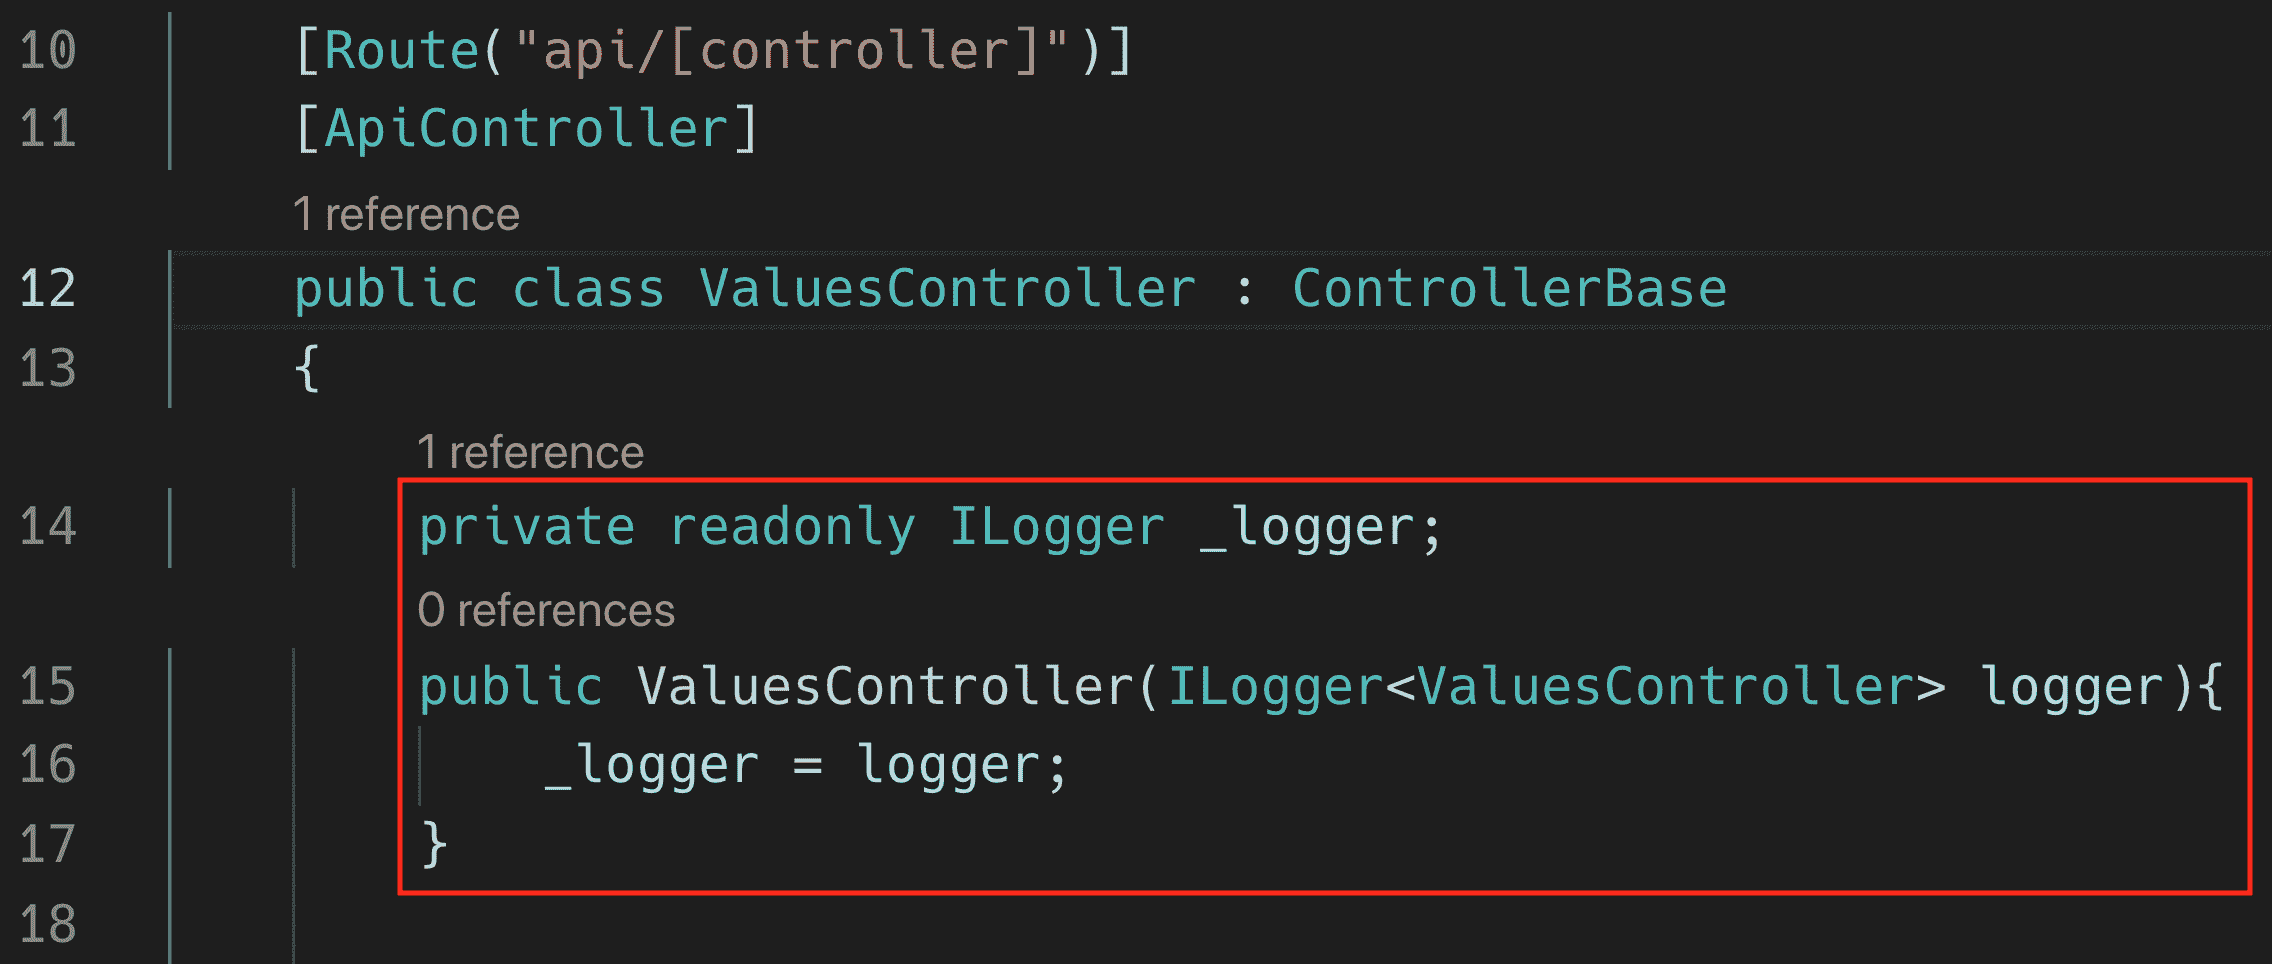 10 [Route("api/[controller]")]
11 [ApiController]
1 reference
12 public class ValuesController : ControllerBase
13 {
1 reference
14 private readonly ILogger _logger;
0 references
15 public ValuesController(ILogger<ValuesController> logger){
16 _logger = logger;
17 }
18